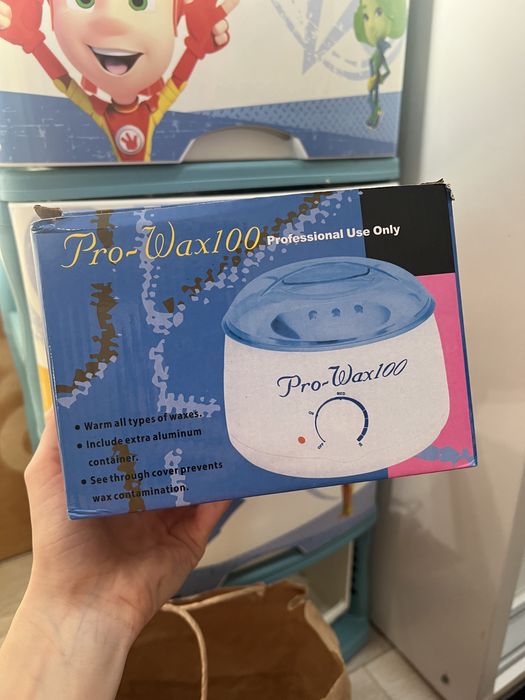 Pro-Wax100 Professional Use Only
Pro-Wax100
MED
• Warm all types of waxes.
• Include extra aluminum
container.
• See through cover prevents
wax contamination.